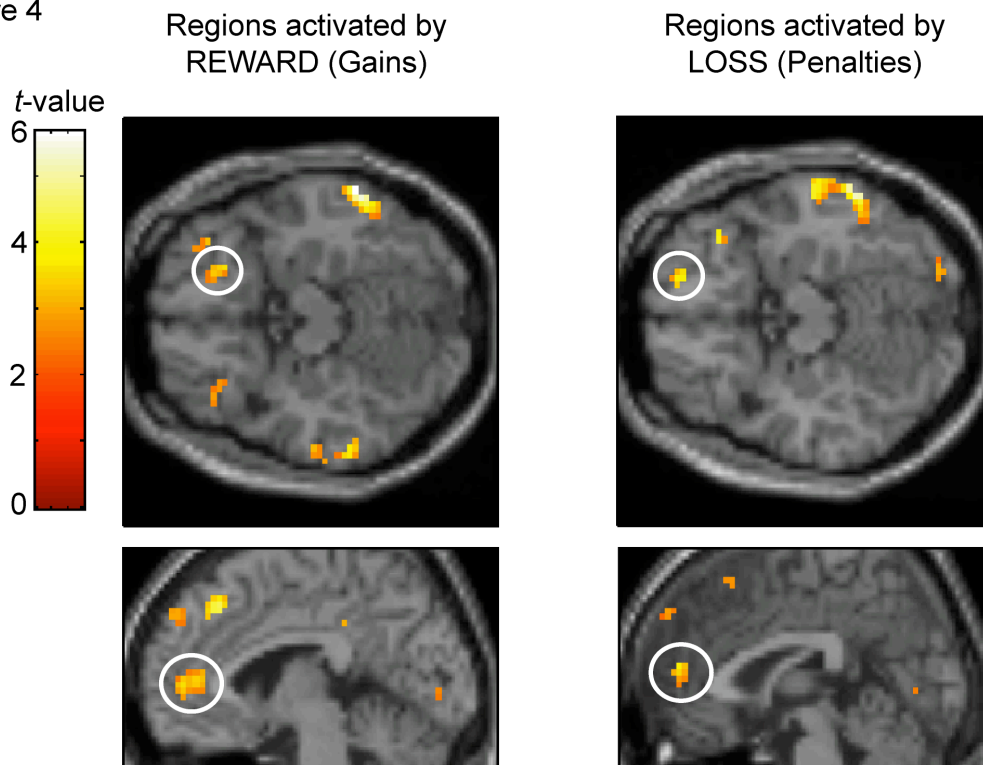 e 4
Regions activated by
REWARD (Gains)
Regions activated by
LOSS (Penalties)
t-value
6
4
2
0